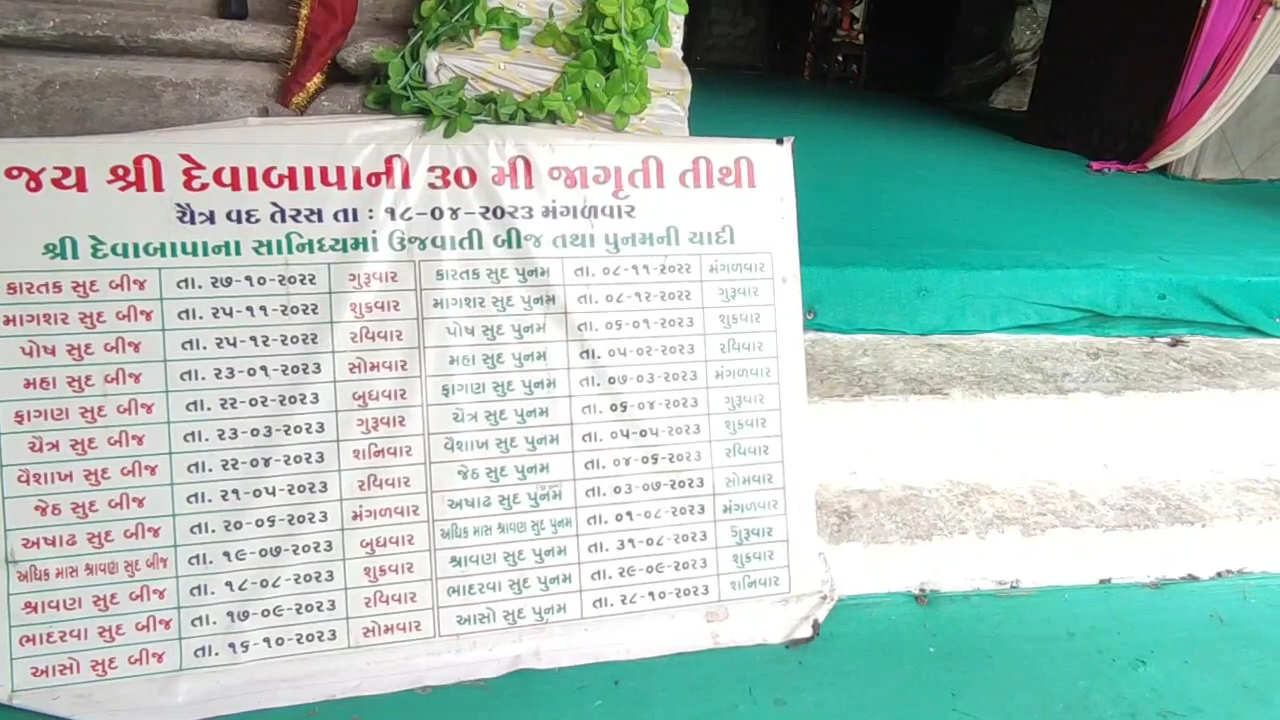 જય શ્રી દેવાબાપાની ૩૦ મી જાગૃતી તીથી
ચૈત્ર વદ તેરસ તા : ૧૮-૦૪-૨૦૨૩ મંગળવાર
શ્રી દેવાબાપાના સાનિધ્યમાં ઉજવાતી બીજ તથા પુનમની યાદી
કારતક સુદ બીજ તા. ૨૭-૧૦-૨૦૨૨ ગુરૂવાર કારતક સુદ પુનમ તા. ૦૮-૧૧-૨૦૨૨ મંગળવાર
માગશર સુદ બીજ તા. ૨૫-૧૧-૨૦૨૨ શુક્રવાર માગશર સુદ પુનમ તા. ૦૮-૧૨-૨૦૨૨ ગુરૂવાર
પોષ સુદ બીજ તા. ૨૫-૧૨-૨૦૨૨ રવિવાર પોષ સુદ પુનમ તા. ૦૬-૦૧-૨૦૨૩ શુક્રવાર
મહા સુદ બીજ તા. ૨૩-૦૧-૨૦૨૩ સોમવાર મહા સુદ પુનમ તા. ૦૫-૦૨-૨૦૨૩ રવિવાર
ફાગણ સુદ બીજ તા. ૨૨-૦૨-૨૦૨૩ બુધવાર ફાગણ સુદ પુનમ તા. ૦૭-૦૩-૨૦૨૩ મંગળવાર
ચૈત્ર સુદ બીજ તા. ૨૩-૦૩-૨૦૨૩ ગુરૂવાર ચૈત્ર સુદ પુનમ તા. ૦૬-૦૪-૨૦૨૩ ગુરૂવાર
વૈશાખ સુદ બીજ તા. ૨૨-૦૪-૨૦૨૩ શનિવાર વૈશાખ સુદ પુનમ તા. ૦૫-૦૫-૨૦૨૩ શુક્રવાર
જેઠ સુદ બીજ તા. ૨૧-૦૫-૨૦૨૩ રવિવાર જેઠ સુદ પુનમ તા. ૦૪-૦૬-૨૦૨૩ રવિવાર
અષાઢ સુદ બીજ તા. ૨૦-૦૬-૨૦૨૩ મંગળવાર અષાઢ સુદ પુનમ તા. ૦૩-૦૭-૨૦૨૩ સોમવાર
અધિક માસ શ્રાવણ સુદ બીજ તા. ૧૯-૦૭-૨૦૨૩ બુધવાર અધિક માસ શ્રાવણ સુદ પુનમ તા. ૦૧-૦૮-૨૦૨૩ મંગળવાર
શ્રાવણ સુદ બીજ તા. ૧૮-૦૮-૨૦૨૩ શુક્રવાર શ્રાવણ સુદ પુનમ તા. ૩૧-૦૮-૨૦૨૩ ગુરૂવાર
ભાદરવા સુદ બીજ તા. ૧૭-૦૯-૨૦૨૩ રવિવાર ભાદરવા સુદ પુનમ તા. ૨૯-૦૯-૨૦૨૩ શુક્રવાર
આસો સુદ બીજ તા. ૧૬-૧૦-૨૦૨૩ સોમવાર આસો સુદ પુનમ તા. ૨૮-૧૦-૨૦૨૩ શનિવાર